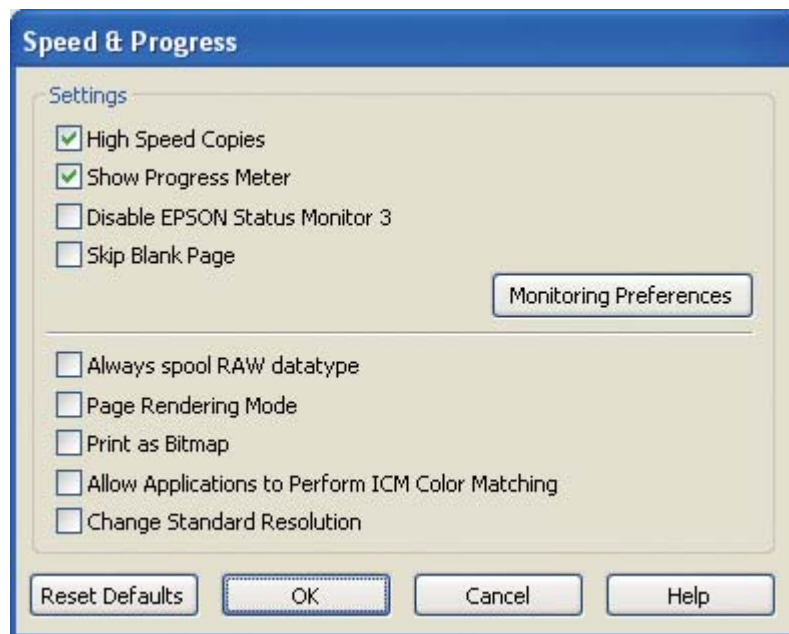 Speed & Progress
Settings
High Speed Copies
Show Progress Meter
Disable EPSON Status Monitor 3
Skip Blank Page
Monitoring Preferences
Always spool RAW datatype
Page Rendering Mode
Print as Bitmap
Allow Applications to Perform ICM Color Matching
Change Standard Resolution
Reset Defaults OK Cancel Help